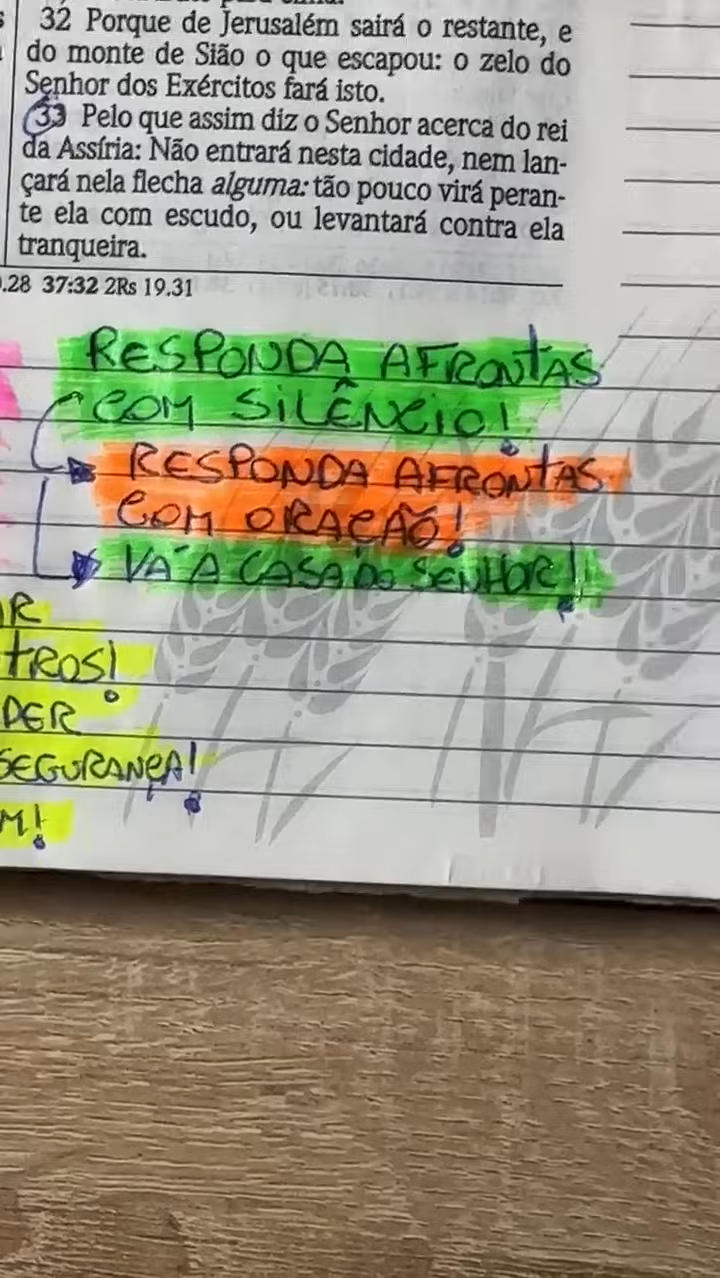 32 Porque de Jerusalém sairá o restante, e
do monte de Sião o que escapou: o zelo do
Senhor dos Exércitos fará isto.
33 Pelo que assim diz o Senhor acerca do rei
da Assíria: Não entrará nesta cidade, nem lan-
çará nela flecha alguma: tão pouco virá peran-
te ela com escudo, ou levantará contra ela
tranqueira.
.28 37:32 2Rs 19.31
RESPONDA AFRONTAS
COM SILÊNCIO!
RESPONDA AFRONTAS
COM ORAÇÃO!
VÁ A CASA DO SENHOR!
R
TROS!
DER
SEGURANÇA!
M!